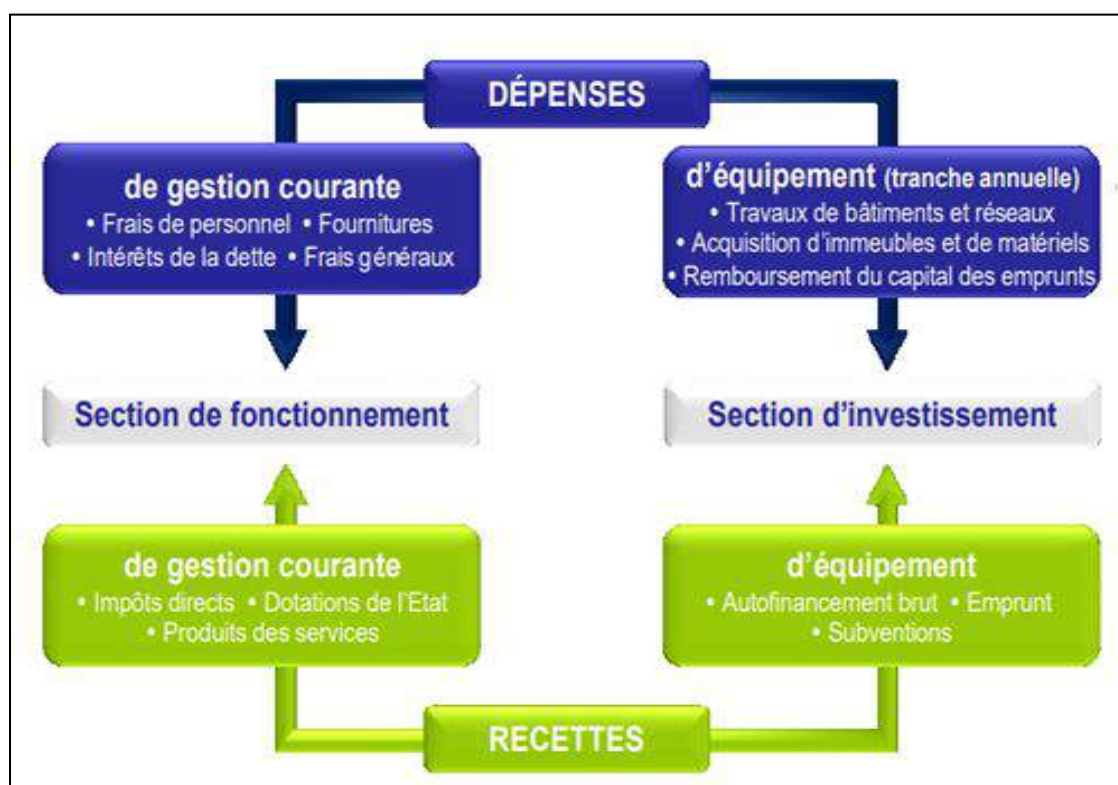 DÉPENSES
de gestion courante
• Frais de personnel • Fournitures
• Intérêts de la dette • Frais généraux
d'équipement (tranche annuelle)
• Travaux de bâtiments et réseaux
• Acquisition d'immeubles et de matériels
• Remboursement du capital des emprunts
Section de fonctionnement
Section d'investissement
de gestion courante
• Impôts directs • Dotations de l'Etat
• Produits des services
d'équipement
• Autofinancement brut • Emprunt
• Subventions
RECETTES